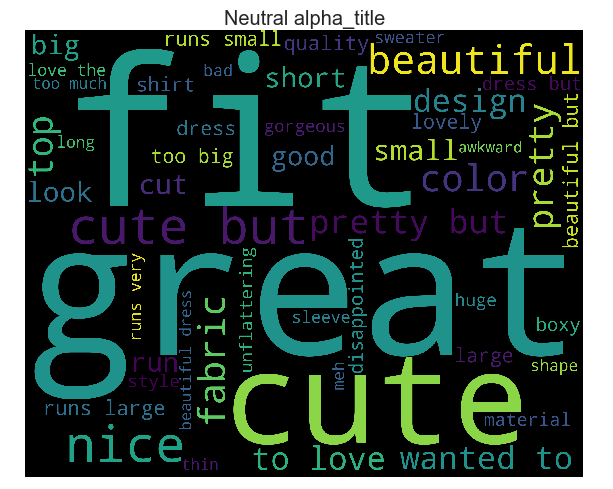 Neutral alpha_title
big
runs small
quality
sweater
beautiful
love the
too much
shirt
bad
short
dress but
fit
top
long
dress
gorgeous
design
lovely
pretty
beautiful but
too big
good
small
awkward
look
cut
color
cute but
pretty but
great
runs very
beautiful dress
fabric
unflattering
sleeve
disappointed
huge
boxy
run
style
large
shape
meh
cute
runs large
material
nice
thin
to love
wanted to